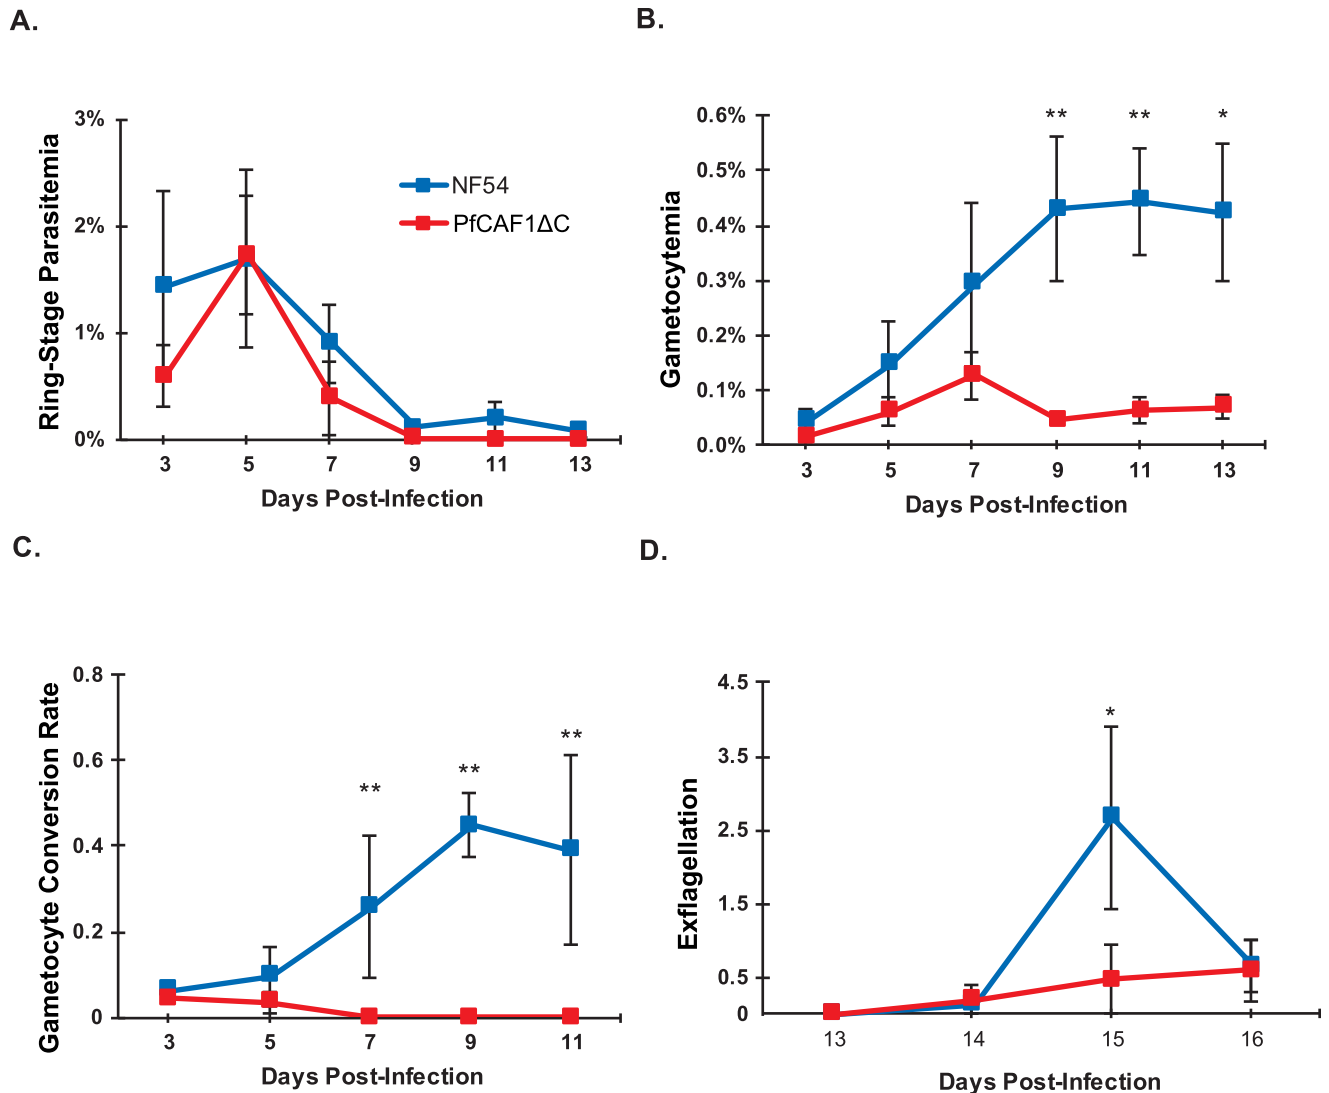 A.
3%
2%
1%
0%
Ring-Stage Parasitemia
NF54
PfCAF1ΔC
3 5 7 9 11 13
Days Post-Infection
B.
0.6%
0.5%
0.4%
0.3%
0.2%
0.1%
0.0%
Gametocytemia
** ** *
3 5 7 9 11 13
Days Post-Infection
C.
0.8
0.6
0.4
0.2
0
Gametocyte Conversion Rate
** ** **
3 5 7 9 11
Days Post-Infection
D.
4.5
3.5
2.5
1.5
0.5
0
Exflagellation
*
13 14 15 16
Days Post-Infection